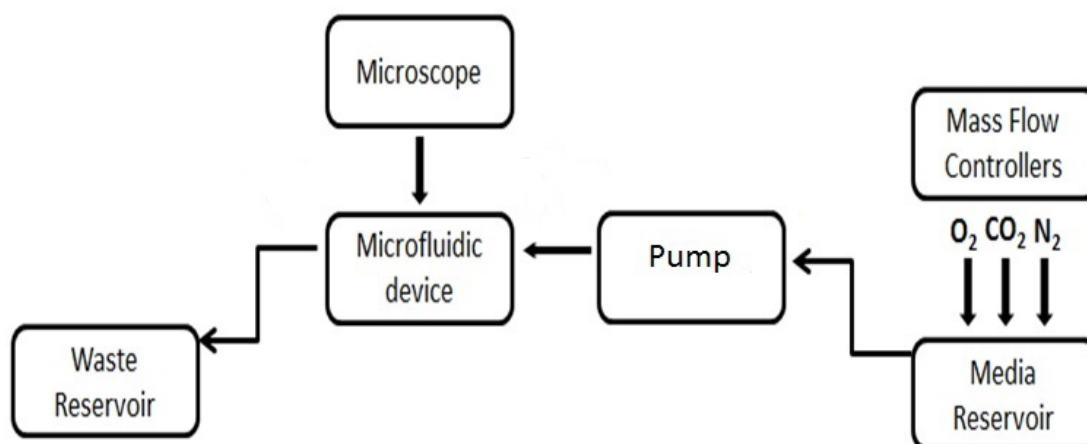 Microscope
Mass Flow
Controllers
O₂ CO₂ N₂
Microfluidic
device
Pump
Waste
Reservoir
Media
Reservoir